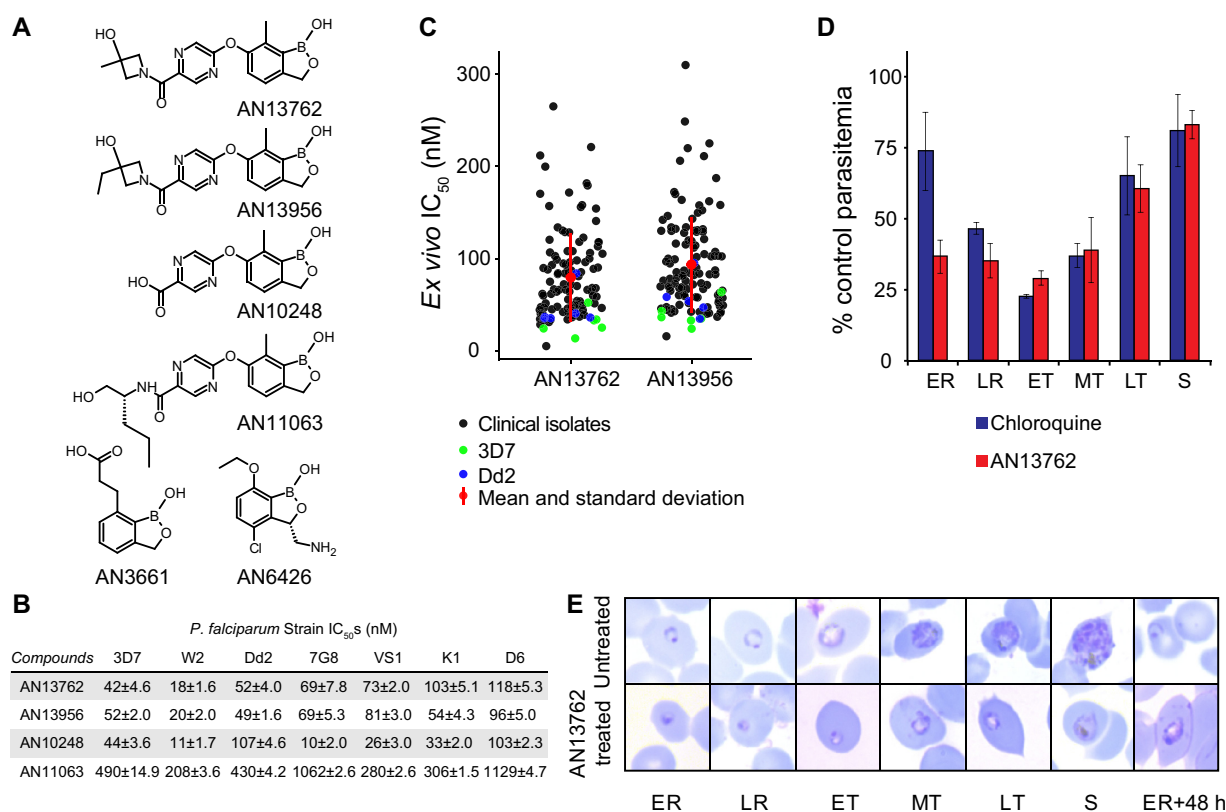 A
HO
N
O
N
N
O
B
OH
O
AN13762
HO
N
O
N
N
O
B
OH
O
AN13956
HO
O
N
N
O
B
OH
O
AN10248
HO
NH
O
N
N
O
B
OH
O
AN11063
HO
O
OH
B
O
AN3661
O
OH
B
O
Cl
NH2
AN6426
B
P. falciparum Strain IC50s (nM)
Compounds 3D7 W2 Dd2 7G8 VS1 K1 D6
AN13762 42±4.6 18±1.6 52±4.0 69±7.8 73±2.0 103±5.1 118±5.3
AN13956 52±2.0 20±2.0 49±1.6 69±5.3 81±3.0 54±4.3 96±5.0
AN10248 44±3.6 11±1.7 107±4.6 10±2.0 26±3.0 33±2.0 103±2.3
AN11063 490±14.9 208±3.6 430±4.2 1062±2.6 280±2.6 306±1.5 1129±4.7
C
Ex vivo IC50 (nM)
300
200
100
0
AN13762 AN13956
Clinical isolates
3D7
Dd2
Mean and standard deviation
D
% control parasitemia
100
75
50
25
0
ER LR ET MT LT S
Chloroquine
AN13762
E
Untreated
AN13762
treated
ER LR ET MT LT S ER+48 h